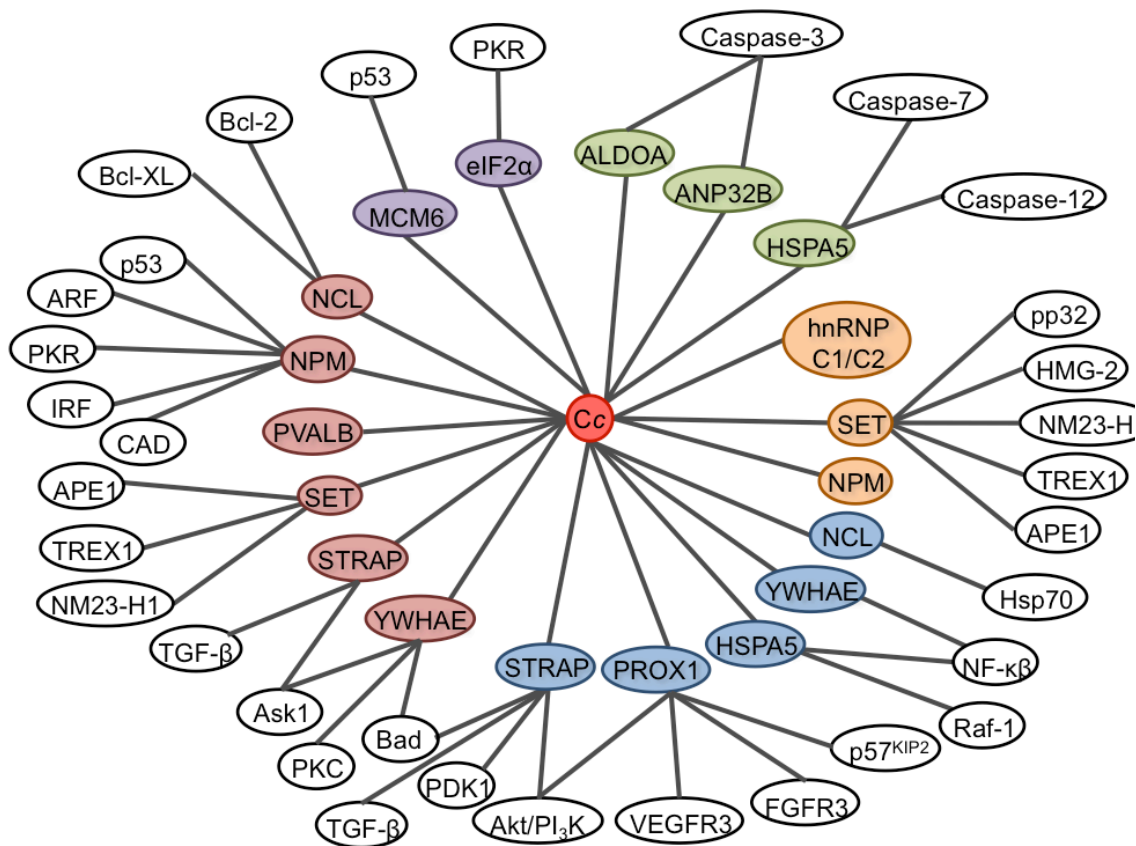 Caspase-3
PKR
p53
Caspase-7
Bcl-2
eIF2α
ALDOA
Bcl-XL
ANP32B
Caspase-12
MCM6
HSPA5
p53
ARF
NCL
pp32
hnRNP
C1/C2
PKR
NPM
HMG-2
IRF
Cc
NM23-H
CAD
PVALB
SET
APE1
SET
NPM
TREX1
TREX1
STRAP
NCL
APE1
NM23-H1
YWHAE
YWHAE
Hsp70
TGF-β
HSPA5
STRAP
PROX1
NF-κβ
Ask1
Bad
Raf-1
PKC
p57KIP2
PDK1
FGFR3
TGF-β
Akt/PI3K
VEGFR3